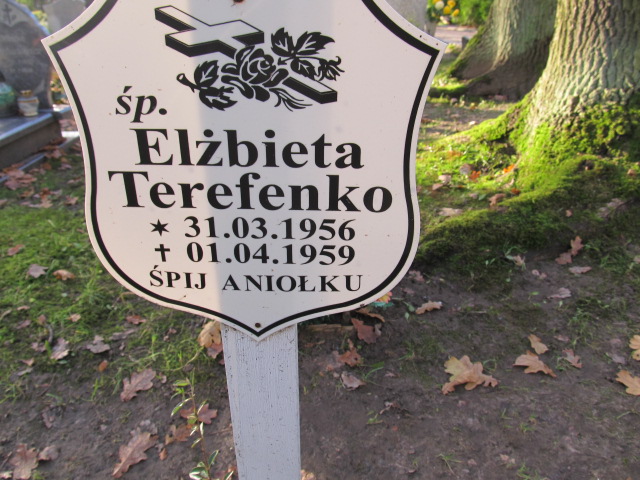 śp.
Elżbieta
Terefenko
✶ 31.03.1956
✝ 01.04.1959
ŚPIJ ANIOŁKU